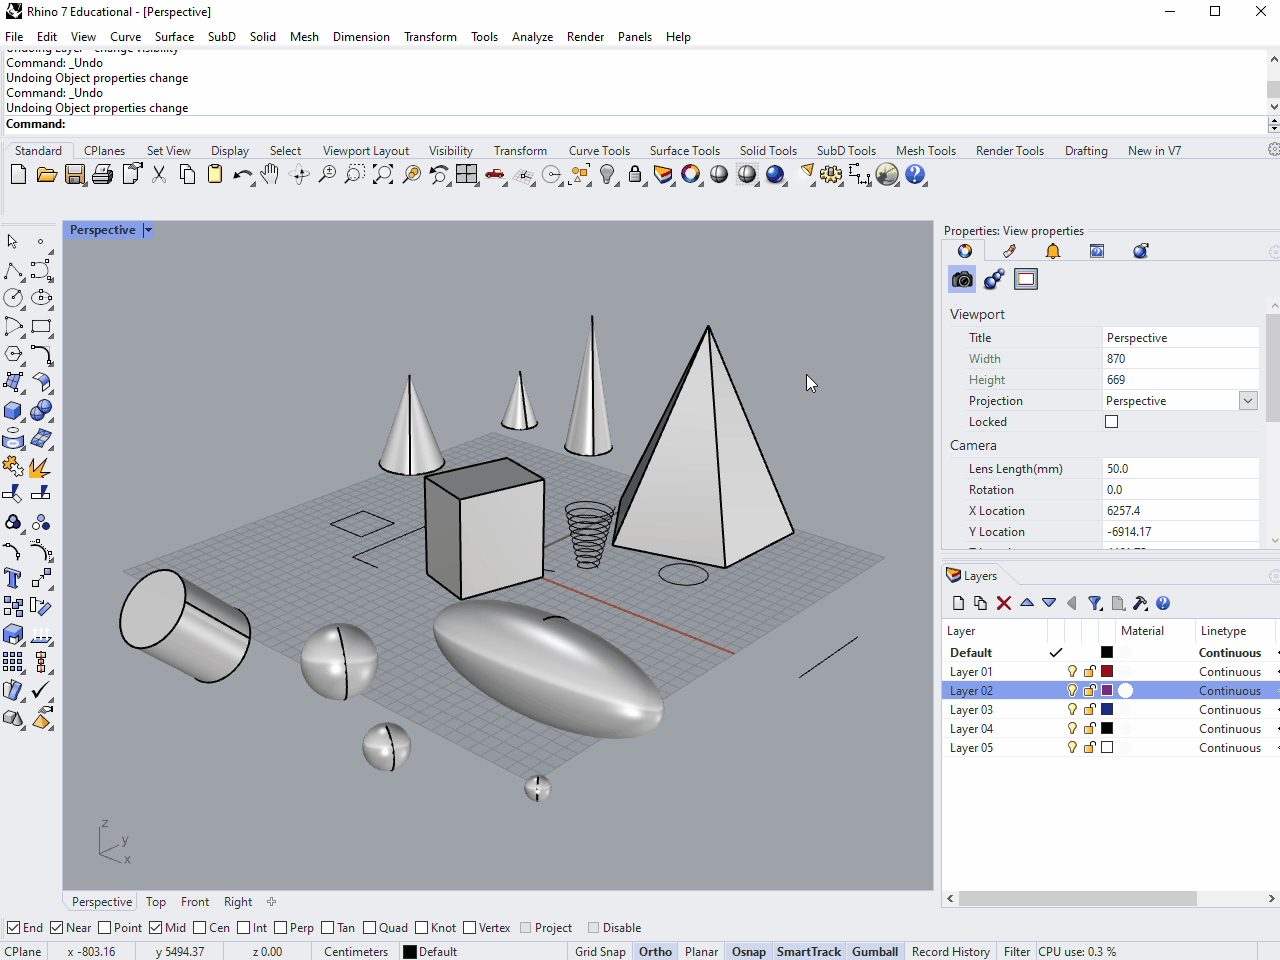 Rhino 7 Educational - [Perspective]
File Edit View Curve Surface SubD Solid Mesh Dimension Transform Tools Analyze Render Panels Help
Undoing Layer - change visibility
Command: _Undo
Undoing Object properties change
Command: _Undo
Undoing Object properties change
Command:
Standard CPlanes Set View Display Select Viewport Layout Visibility Transform Curve Tools Surface Tools Solid Tools SubD Tools Mesh Tools Render Tools Drafting New in V7
Perspective
z
y
x
Properties: View properties
Viewport
Title Perspective
Width 870
Height 669
Projection Perspective
Locked
Camera
Lens Length(mm) 50.0
Rotation 0.0
X Location 6257.4
Y Location -6914.17
Layers
Layer Material Linetype
Default Continuous
Layer 01 Continuous
Layer 02 Continuous
Layer 03 Continuous
Layer 04 Continuous
Layer 05 Continuous
Perspective Top Front Right
End Near Point Mid Cen Int Perp Tan Quad Knot Vertex Project Disable
CPlane x -803.16 y 5494.37 z 0.00 Centimeters Default Grid Snap Ortho Planar Osnap SmartTrack Gumball Record History Filter CPU use: 0.3 %